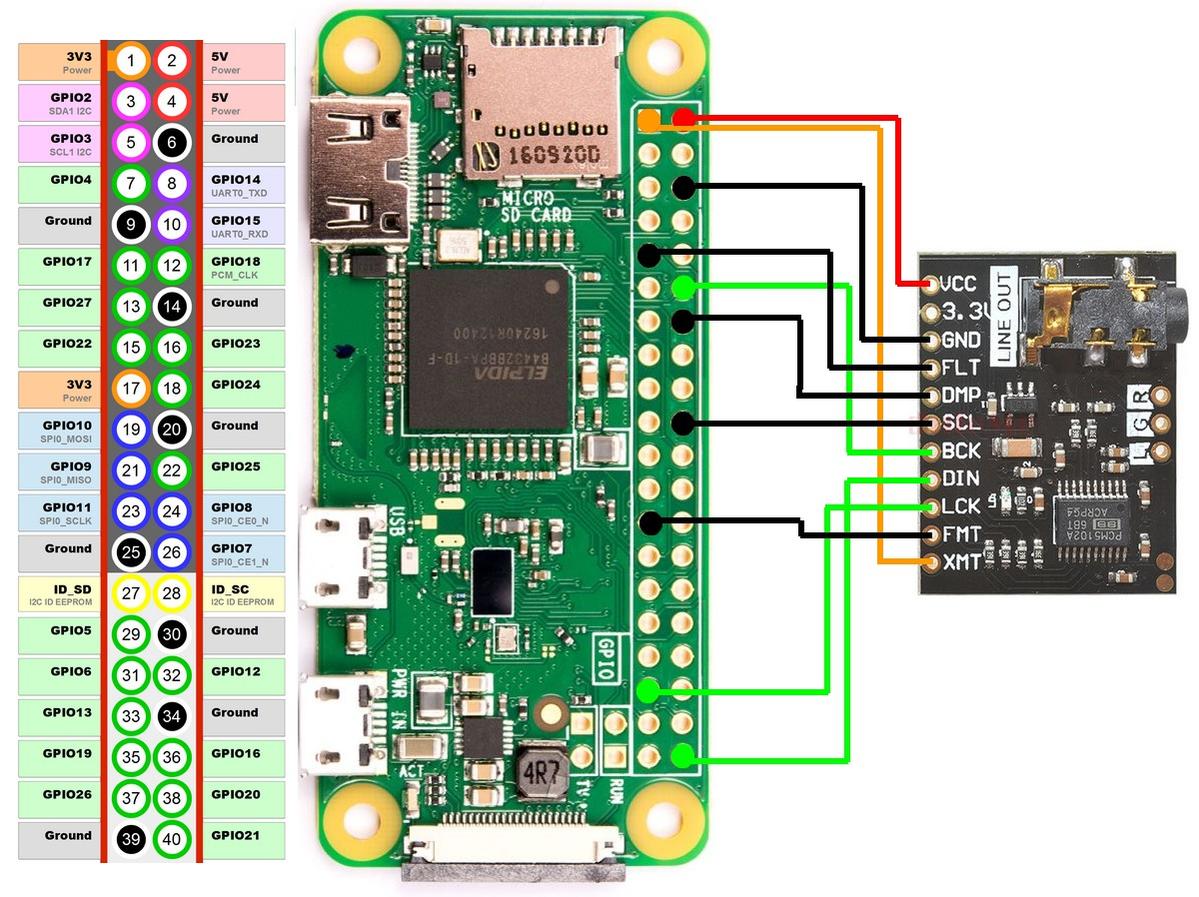 3V3
Power
1
2
5V
Power
GPIO2
SDA1 I2C
3
4
5V
Power
GPIO3
SCL1 I2C
5
6
Ground
GPIO4
7
8
GPIO14
UART0_TXD
Ground
9
10
GPIO15
UART0_RXD
GPIO17
11
12
GPIO18
PCM_CLK
GPIO27
13
14
Ground
GPIO22
15
16
GPIO23
3V3
Power
17
18
GPIO24
GPIO10
SPI0_MOSI
19
20
Ground
GPIO9
SPI0_MISO
21
22
GPIO25
GPIO11
SPI0_SCLK
23
24
GPIO8
SPI0_CE0_N
Ground
25
26
GPIO7
SPI0_CE1_N
ID_SD
I2C ID EEPROM
27
28
ID_SC
I2C ID EEPROM
GPIO5
29
30
Ground
GPIO6
31
32
GPIO12
GPIO13
33
34
Ground
GPIO19
35
36
GPIO16
GPIO26
37
38
GPIO20
Ground
39
40
GPIO21
160920D
MICRO
SD CARD
ELPIDA
B4432BBPA-1D-F
16240R12400
USB
GPIO
PWR IN
ACT
4R7
TV
RUN
VCC
3.3V
GND
FLT
DMP
SCL
BCK
DIN
LCK
FMT
XMT
LINE OUT
R
G
L
PCM5102A